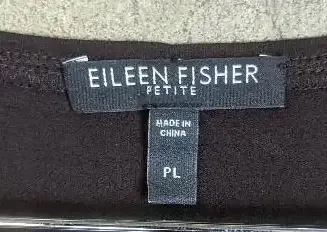 EILEEN FISHER
PETITE
MADE IN
CHINA
PL